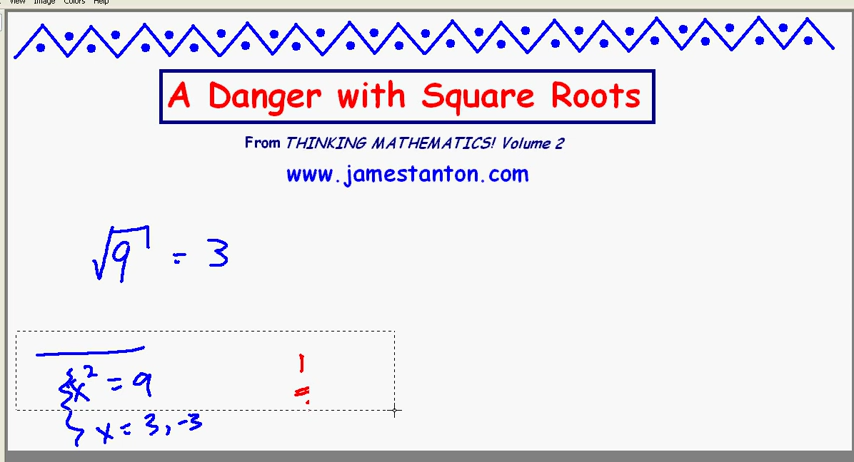 View Image Colors Help
A Danger with Square Roots
From THINKING MATHEMATICS! Volume 2
www.jamestanton.com
√9 = 3
x² = 9
x = 3, -3